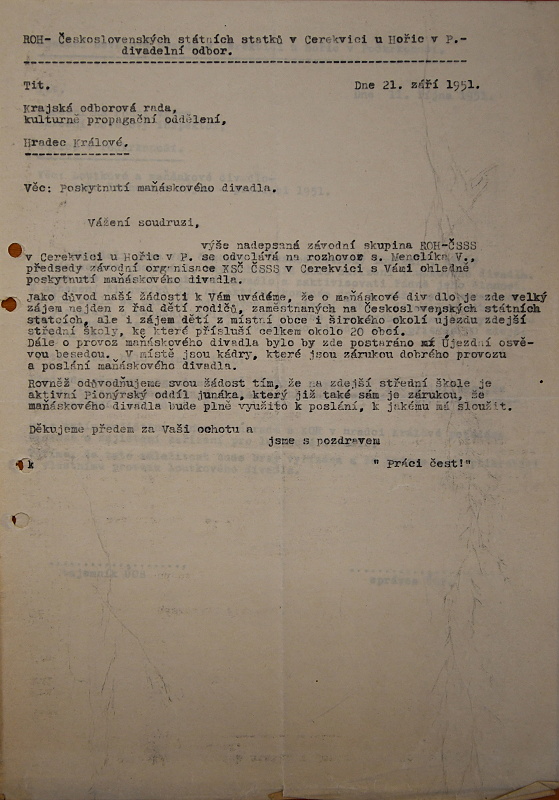 ROH- Československých státních statků v Cerekvici u Hořic v P.-
divadelní odbor.
Tit. Dne 21. září 1951.
Krajská odborová rada,
kulturně propagační oddělení,
Hradec Králové.
Věc: Poskytnutí maňáskového divadla.
Vážení soudruzi,
výše nadepsaná závodní skupina ROH-ČSSS
v Cerekvici u Hořic v P. se odvolává na rozhovor s. Menclíka V.,
předsedy závodní organisace KSČ ČSSS v Cerekvici s Vámi ohledně
poskytnutí maňáskového divadla.
Jako důvod naší žádosti k Vám uvádéme, že o maňáskové divadlo je zde velký
zájem nejden z řad dětí rodičů, zaměstnaných na Československých státních
statcích, ale i zájem dětí z místní obce i širokého okolí ujezdu zdejší
střední školy, ke které přísluší celkem okolo 20 obcí.
Dále o provoz maňáskového divadla bylo by zde postaráno Újezdní osvě-
vou besedou. V místě jsou kádry, které jsou zárukou dobrého provozu
a poslání maňáskového divadla.
Rovněž odůvodňujeme svou žádost tím, že na zdejší střední škole je
aktivní Pionýrský oddíl junáka, který již také sám je zárukou, že
maňáskového divadla bude plně využito k poslání, k jakému má sloužit.
Děkujeme předem za Vaši ochotu a
jsme s pozdravem
k " Práci čest!"